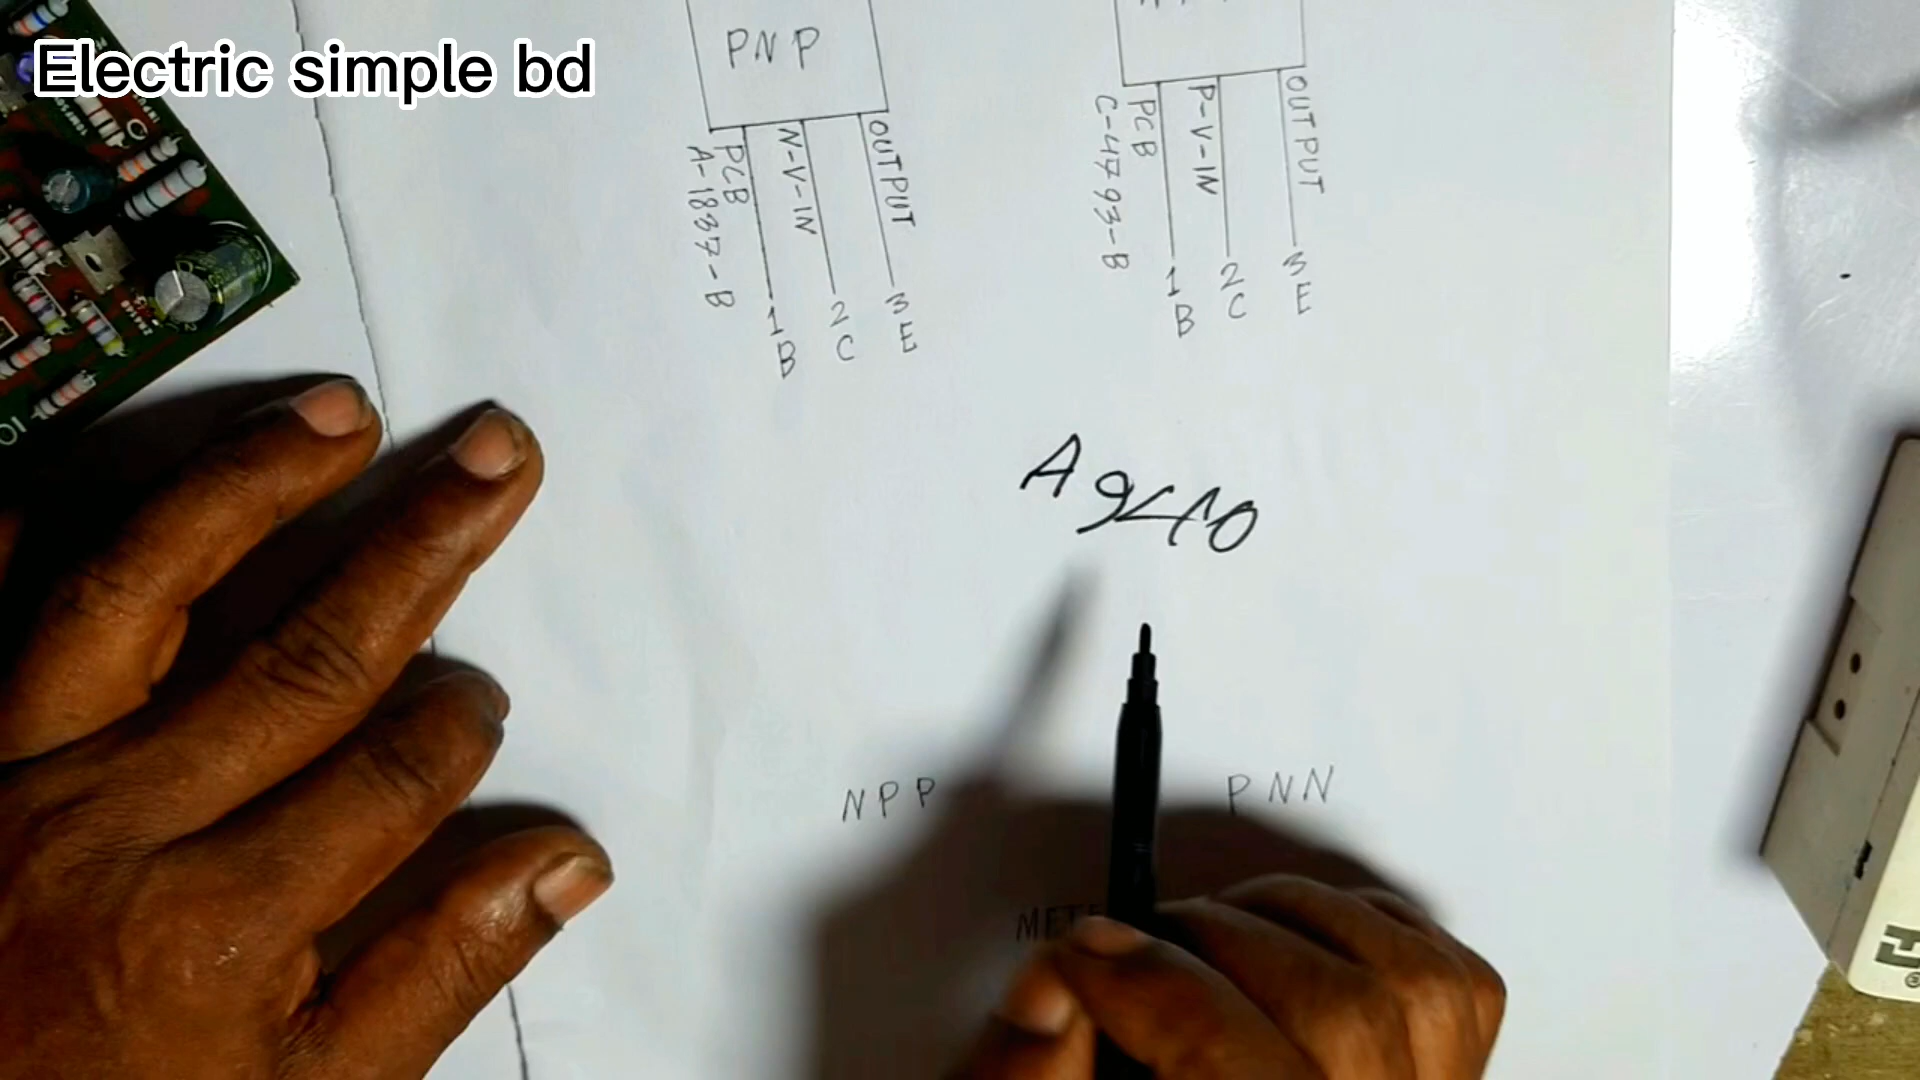 Electric simple bd
PNP
OUTPUT
N-V-IN
PCB
A-1837-B
1 2 3
B C E
OUTPUT
P-V-IN
PCB
C-4793-B
1 2 3
B C E
A940
NPP
PNN